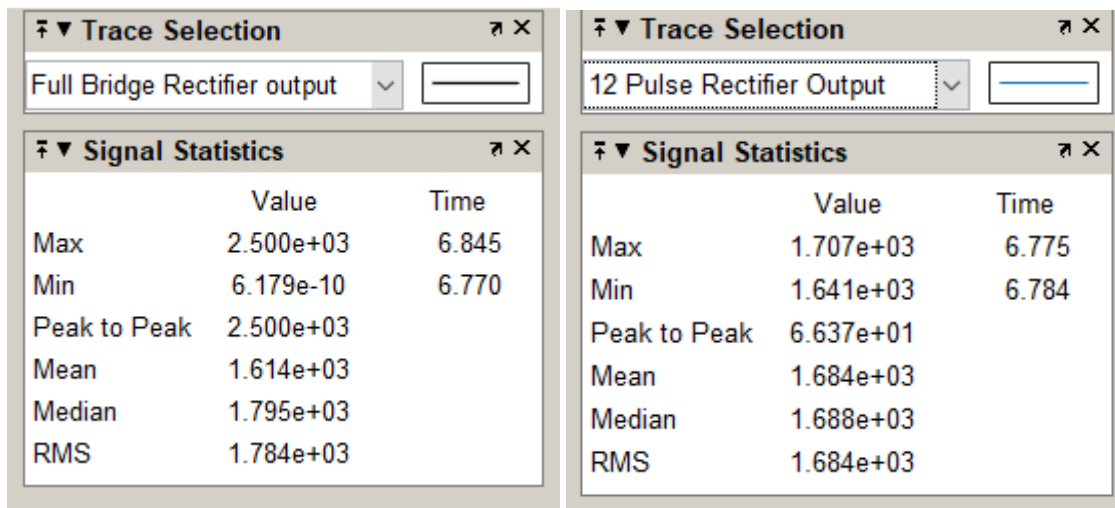 Trace Selection
Full Bridge Rectifier output
Signal Statistics
Value Time
Max 2.500e+03 6.845
Min 6.179e-10 6.770
Peak to Peak 2.500e+03
Mean 1.614e+03
Median 1.795e+03
RMS 1.784e+03
Trace Selection
12 Pulse Rectifier Output
Signal Statistics
Value Time
Max 1.707e+03 6.775
Min 1.641e+03 6.784
Peak to Peak 6.637e+01
Mean 1.684e+03
Median 1.688e+03
RMS 1.684e+03